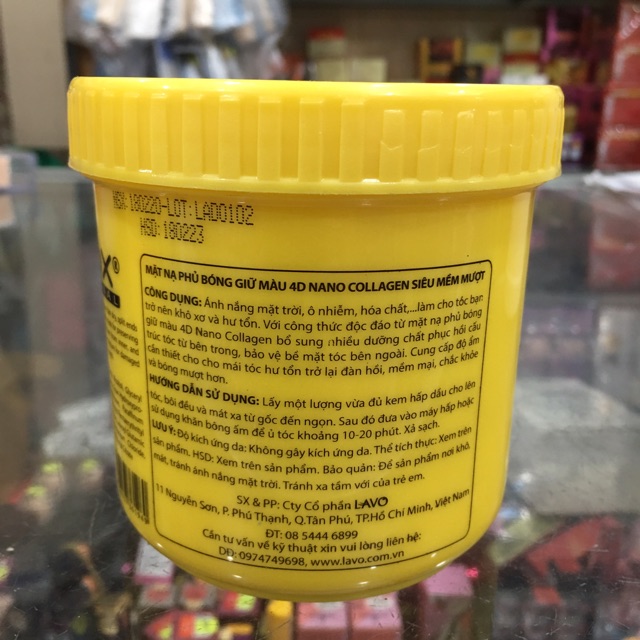 NSX:180220-LOT:LAD0102
HSD:180223
X®
MẶT NẠ PHỦ BÓNG GIỮ MÀU 4D NANO COLLAGEN SIÊU MỀM MƯỢT
CÔNG DỤNG: Ánh nắng mặt trời, ô nhiễm, hóa chất,...làm cho tóc bạn
trở nên khô xơ và hư tổn. Với công thức độc đáo từ mặt nạ phủ bóng
giữ màu 4D Nano Collagen bổ sung nhiều dưỡng chất phục hồi cấu
trúc tóc từ bên trong, bảo vệ bề mặt tóc bên ngoài. Cung cấp độ ẩm
cần thiết cho cho mái tóc hư tổn trở lại đàn hồi, mềm mại, chắc khỏe
và bóng mượt hơn.
HƯỚNG DẪN SỬ DỤNG: Lấy một lượng vừa đủ kem hấp dầu cho lên
tóc, bôi đều và mát xa từ gốc đến ngọn. Sau đó đưa vào máy hấp hoặc
sử dụng khăn bông ấm để ủ tóc khoảng 10-20 phút. Xả sạch.
LƯU Ý: Độ kích ứng da: Không gây kích ứng da. Thể tích thực: Xem trên
sản phẩm. HSD: Xem trên sản phẩm. Bảo quản: Để sản phẩm nơi khô,
mát, tránh ánh nắng mặt trời. Tránh xa tầm với của trẻ em.
SX & PP: Cty Cổ phần LAVO
11 Nguyễn Sơn, P. Phú Thạnh, Q.Tân Phú, TP.Hồ Chí Minh, Việt Nam
ĐT: 08 5444 6899
Cần tư vấn về kỹ thuật xin vui lòng liên hệ:
DĐ: 0974749698, www.lavo.com.vn